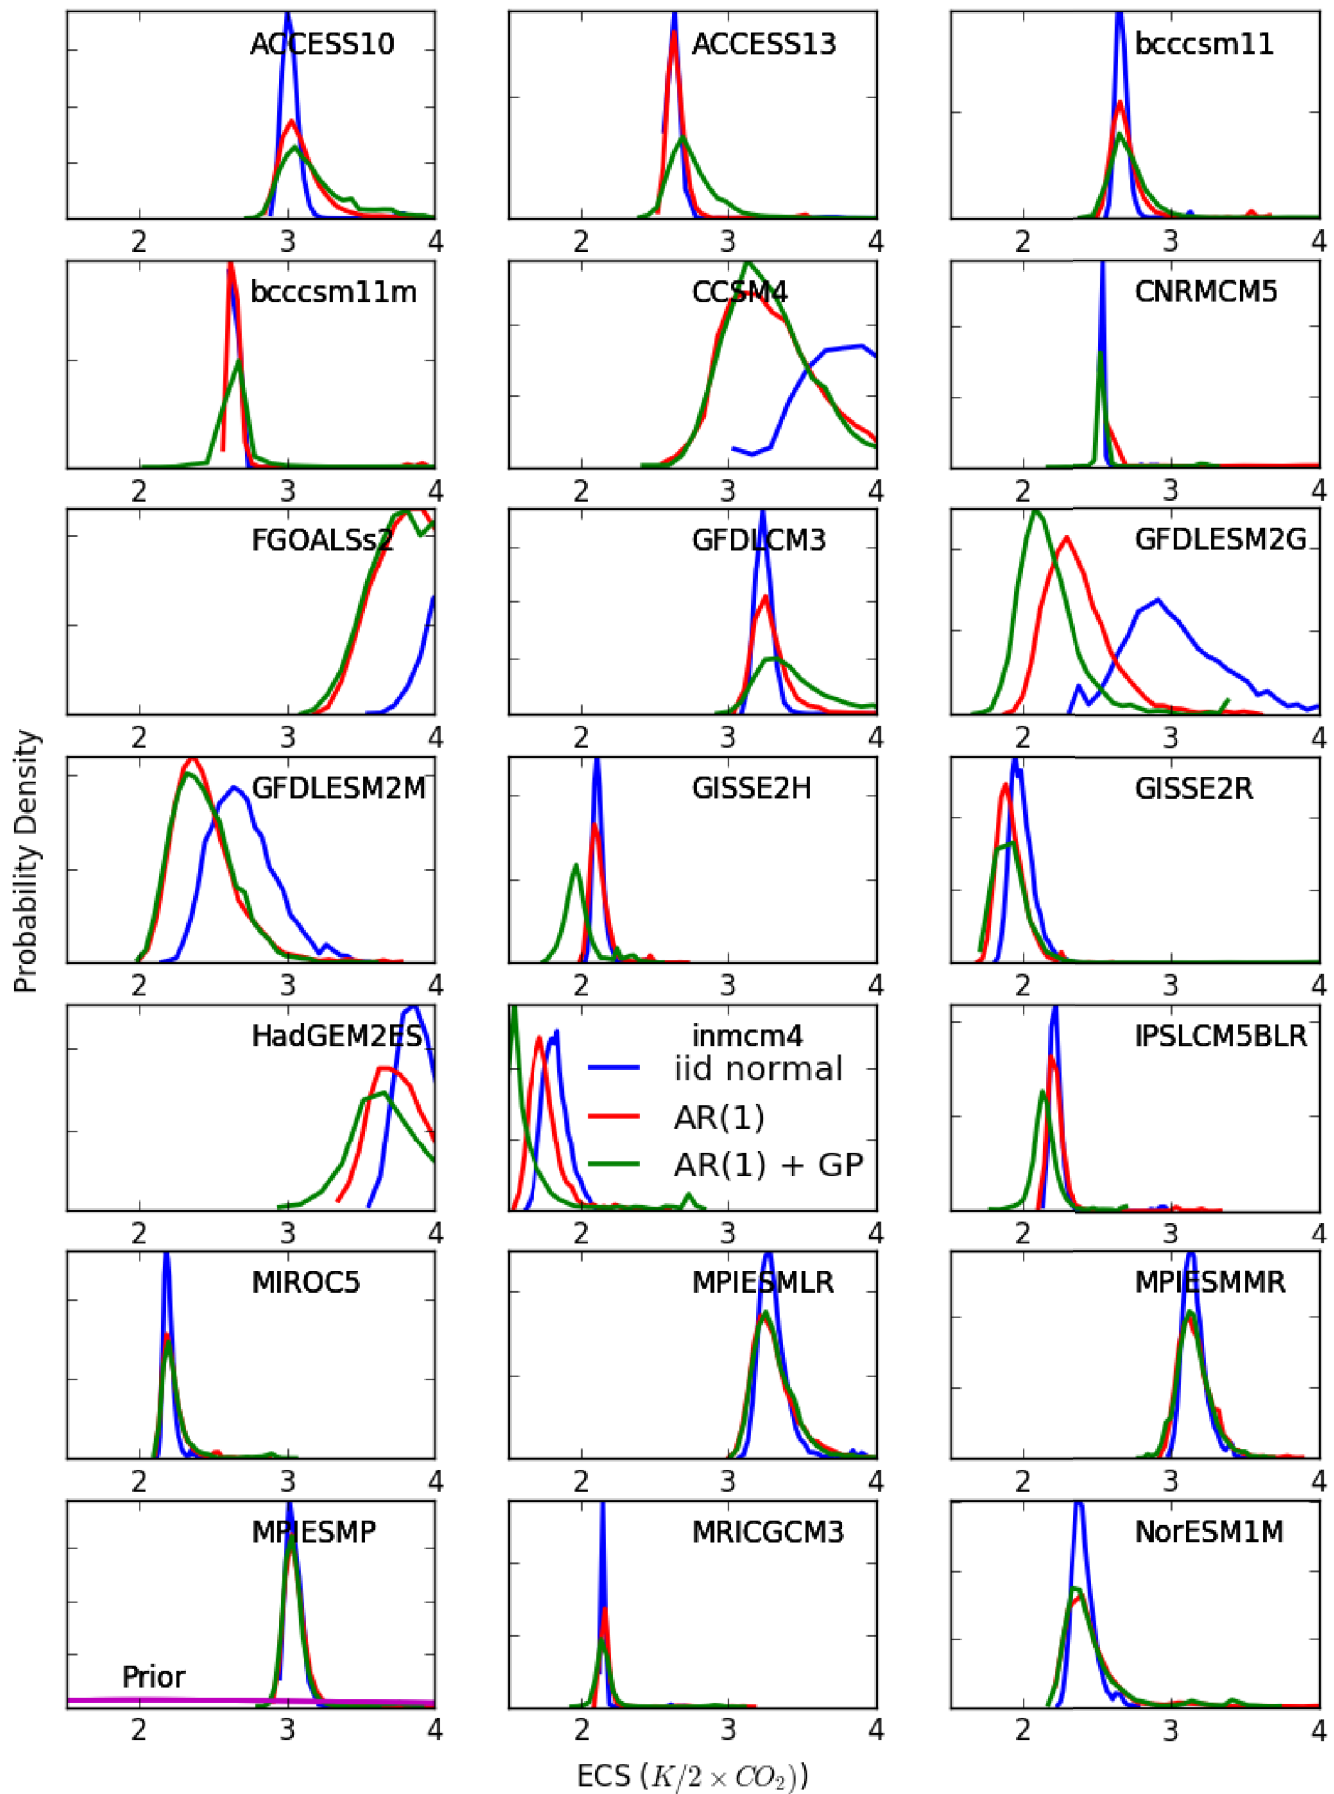 ACCESS10 ACCESS13 bcccsm11
2 3 4 2 3 4 2 3 4
bcccsm11m CCSM4 CNRMCM5
2 3 4 2 3 4 2 3 4
FGOALSs2 GFDLCM3 GFDLESM2G
2 3 4 2 3 4 2 3 4
Probability Density
GFDLESM2M GISSE2H GISSE2R
2 3 4 2 3 4 2 3 4
HadGEM2ES inmcm4 IPSLCM5BLR
iid normal
AR(1)
AR(1) + GP
2 3 4 2 3 4 2 3 4
MIROC5 MPIESMLR MPIESMMR
2 3 4 2 3 4 2 3 4
MPIESMP MRICGCM3 NorESM1M
Prior
2 3 4 2 3 4 2 3 4
ECS (K/2 × CO₂))